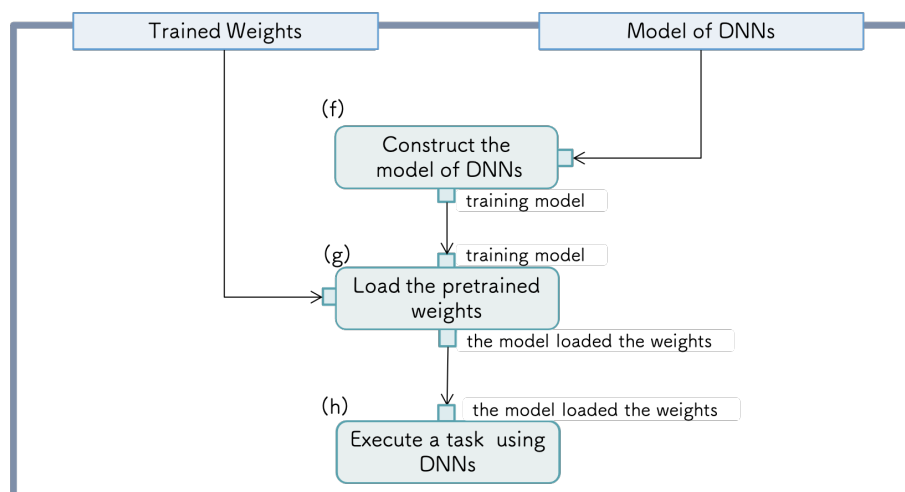 Trained Weights
Model of DNNs
(f)
Construct the
model of DNNs
training model
training model
(g)
Load the pretrained
weights
the model loaded the weights
the model loaded the weights
(h)
Execute a task using
DNNs